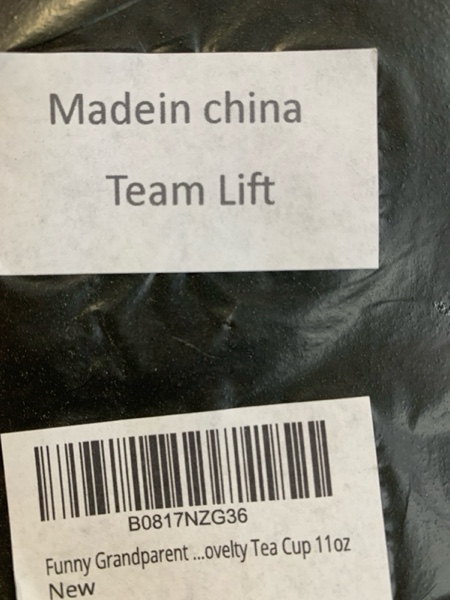 Madein china
Team Lift
B0817NZG36
Funny Grandparent ...ovelty Tea Cup 11oz
New